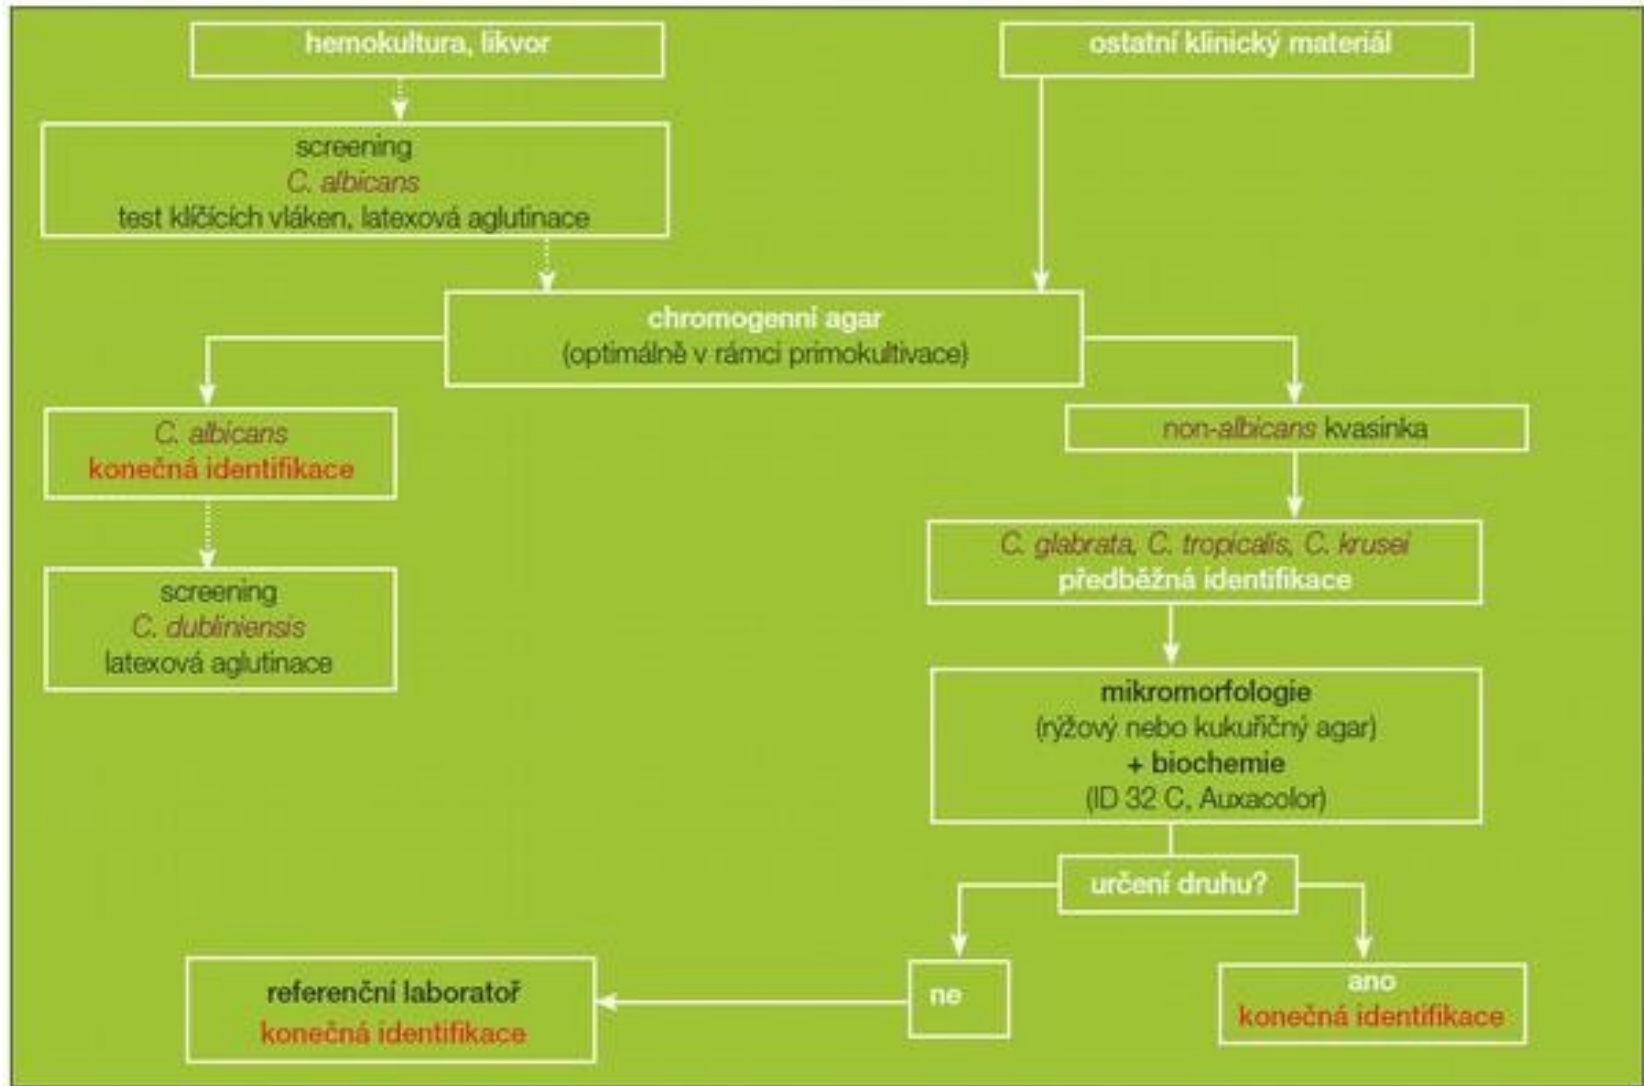 hemokultura, likvor
ostatní klinický materiál
screening
C. albicans
test klíčících vláken, latexová aglutinace
chromogenní agar
(optimálně v rámci primokultivace)
C. albicans
konečná identifikace
non-albicans kvasinka
C. glabrata, C. tropicalis, C. krusei
předběžná identifikace
screening
C. dubliniensis
latexová aglutinace
mikromorfologie
(rýžový nebo kukuřičný agar)
+ biochemie
(ID 32 C, Auxacolor)
určení druhu?
referenční laboratoř
konečná identifikace
ne
ano
konečná identifikace